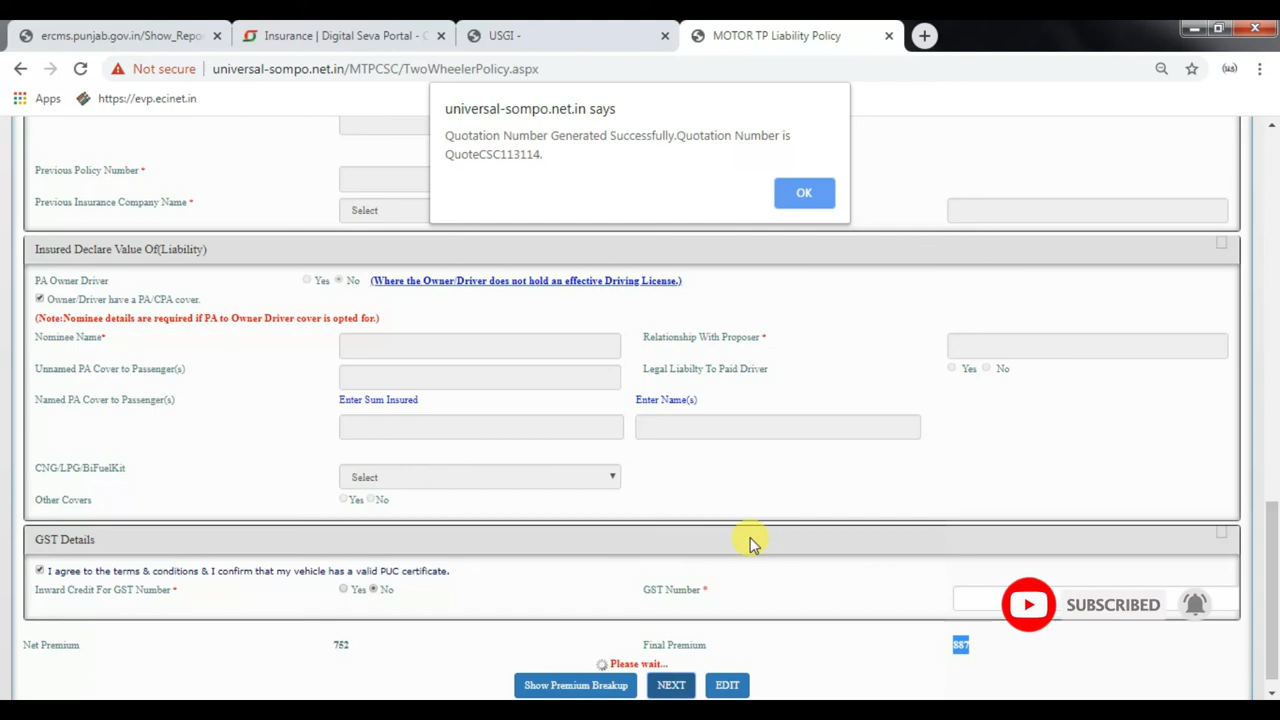 ercms.punjab.gov.in/Show_Repo
Insurance | Digital Seva Portal - C
USGI -
MOTOR TP Liability Policy
Not secure
universal-sompo.net.in/MTPCSC/TwoWheelerPolicy.aspx
Apps
https://evp.ecinet.in
universal-sompo.net.in says
Quotation Number Generated Successfully.Quotation Number is
QuoteCSC113114.
OK
Previous Policy Number *
Previous Insurance Company Name *
Select
Insured Declare Value Of(Liability)
PA Owner Driver
Yes No (Where the Owner/Driver does not hold an effective Driving License.)
Owner/Driver have a PA/CPA cover.
(Note:Nominee details are required if PA to Owner Driver cover is opted for.)
Nominee Name*
Relationship With Proposer *
Unnamed PA Cover to Passenger(s)
Legal Liabilty To Paid Driver
Yes No
Named PA Cover to Passenger(s)
Enter Sum Insured
Enter Name(s)
CNG/LPG/BiFuelKit
Select
Other Covers
Yes No
GST Details
I agree to the terms & conditions & I confirm that my vehicle has a valid PUC certificate.
Inward Credit For GST Number *
Yes No
GST Number *
SUBSCRIBED
Net Premium
752
Final Premium
887
Please wait...
Show Premium Breakup
NEXT
EDIT